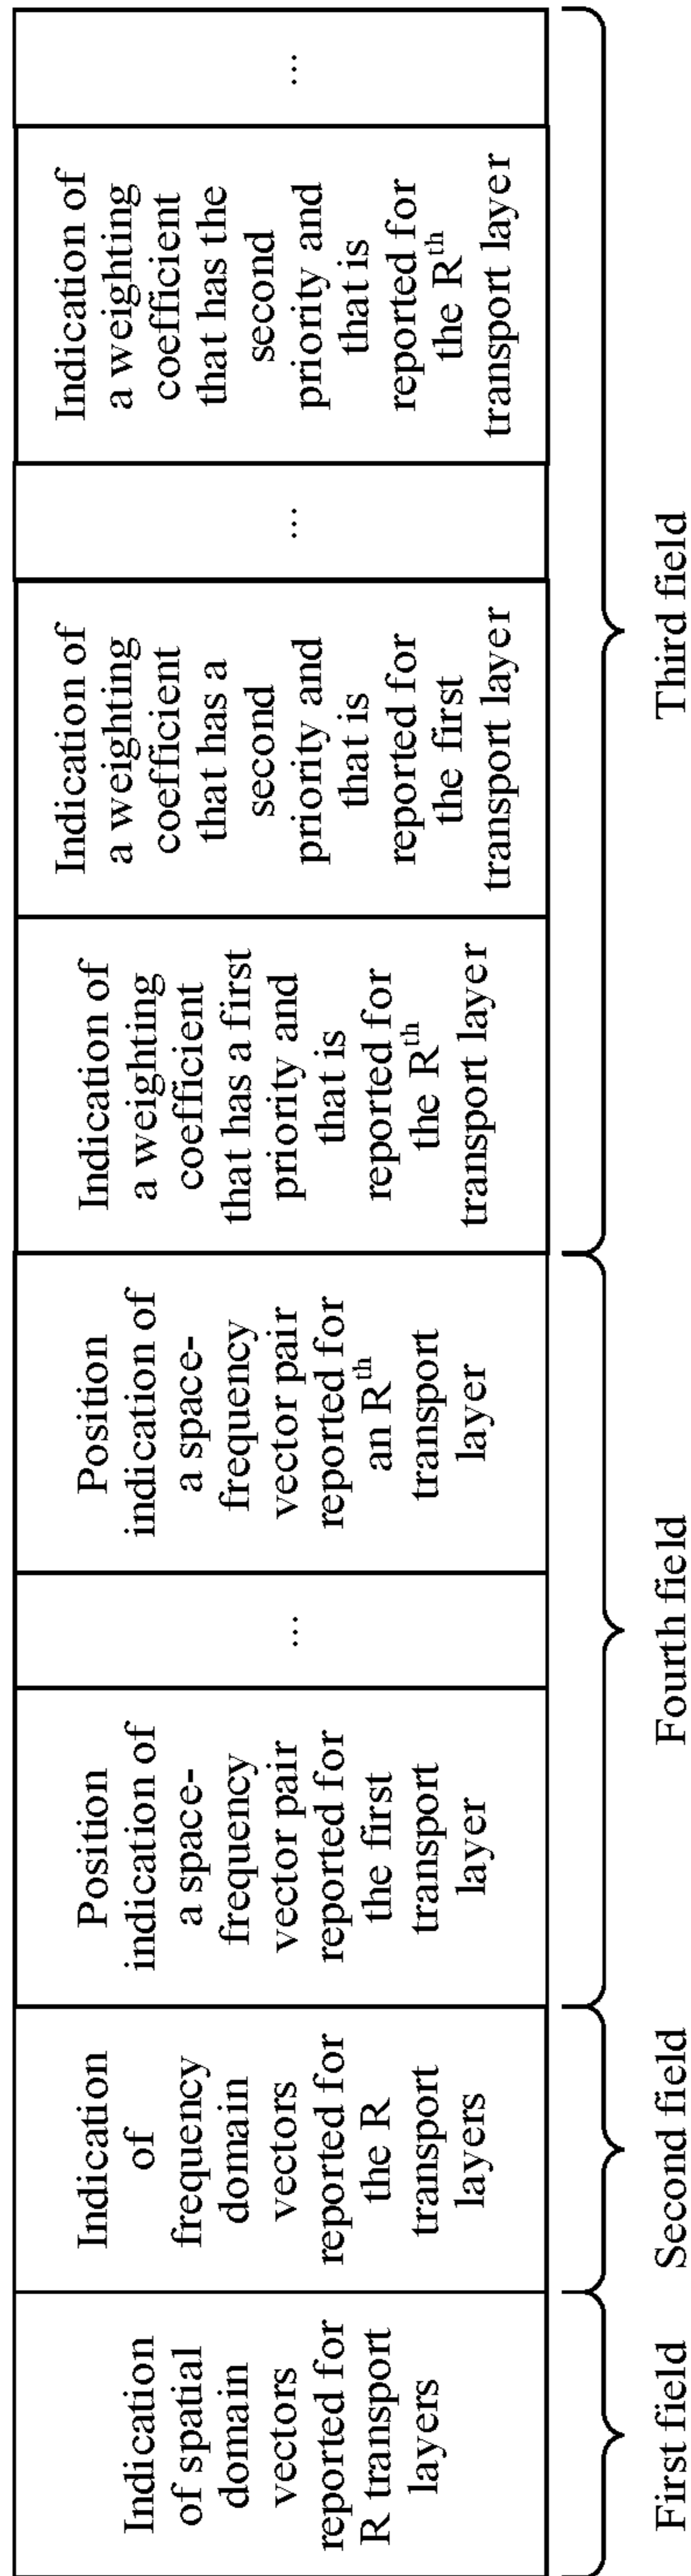 Indication
of spatial
domain
vectors
reported for
R transport
layers
Indication
of
frequency
domain
vectors
reported for
the R
transport
layers
Position
indication of
a space-
frequency
vector pair
reported for
the first
transport
layer
...
Position
indication of
a space-
frequency
vector pair
reported for
an Rth
transport
layer
Indication of
a weighting
coefficient
that has a first
priority and
that is
reported for
the Rth
transport layer
Indication of
a weighting
coefficient
that has a
second
priority and
that is
reported for
the first
transport layer
...
Indication of
a weighting
coefficient
that has the
second
priority and
that is
reported for
the Rth
transport layer
...
First field
Second field
Fourth field
Third field